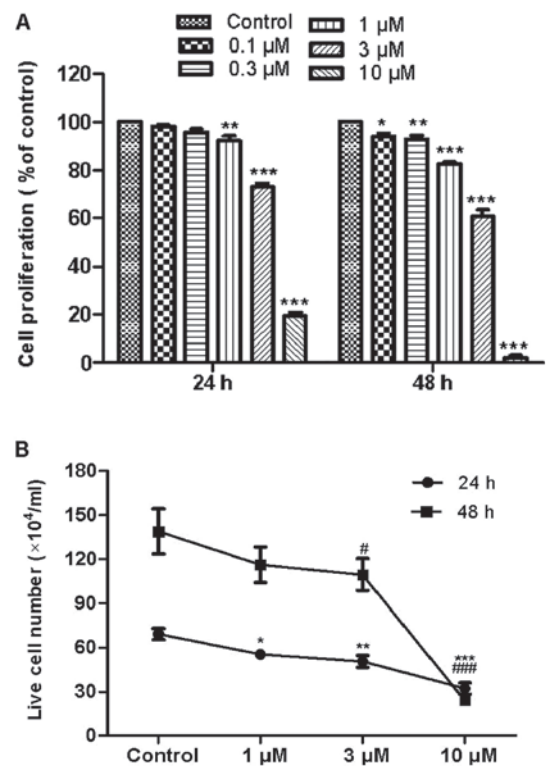 A
Control
0.1 µM
0.3 µM
1 µM
3 µM
10 µM
Cell proliferation ( %of control)
120
100
80
60
40
20
0
** *** ***
* ** *** *** ***
24 h 48 h
B
Live cell number (×10⁴/ml)
180
150
120
90
60
30
0
24 h
48 h
#
* **
***
###
Control 1 µM 3 µM 10 µM